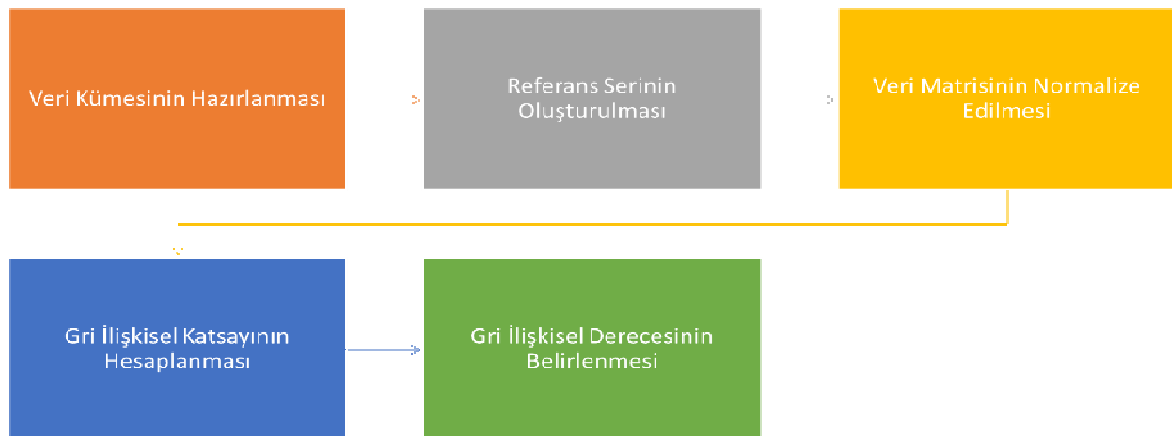 Veri Kümesinin Hazırlanması
Referans Serinin
Oluşturulması
Veri Matrisinin Normalize
Edilmesi
Gri İlişkisel Katsayının
Hesaplanması
Gri İlişkisel Derecesinin
Belirlenmesi